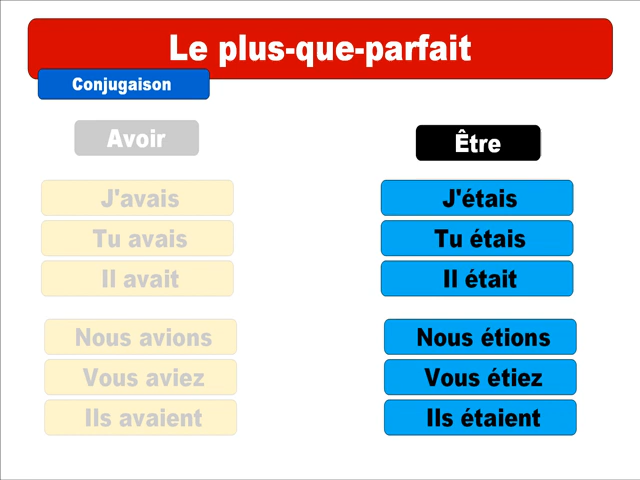 Le plus-que-parfait
Conjugaison
Avoir
J'avais
Tu avais
Il avait
Nous avions
Vous aviez
Ils avaient
Être
J'étais
Tu étais
Il était
Nous étions
Vous étiez
Ils étaient